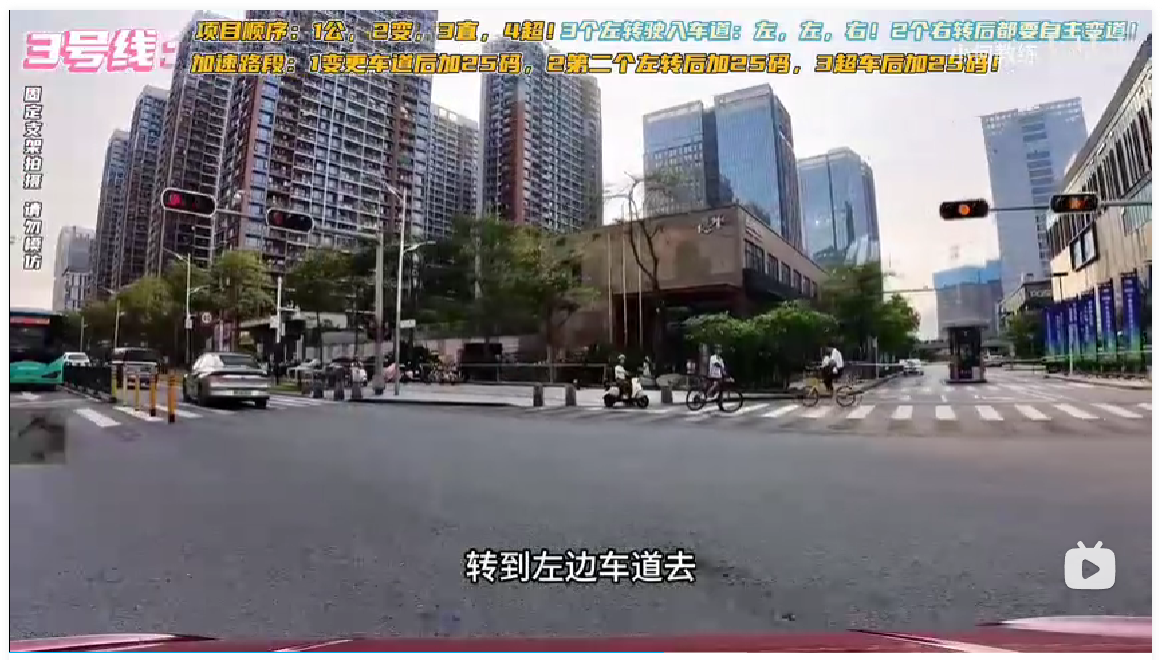 项目顺序：1公，2变，3直，4超！3个左转驶入车道：左，左，右！2个右转后都要自主变道！
3号线
加速路段：1变更车道后加25码，2第二个左转后加25码，3超车后加25码！
固定支架拍摄 请勿模仿
转到左边车道去